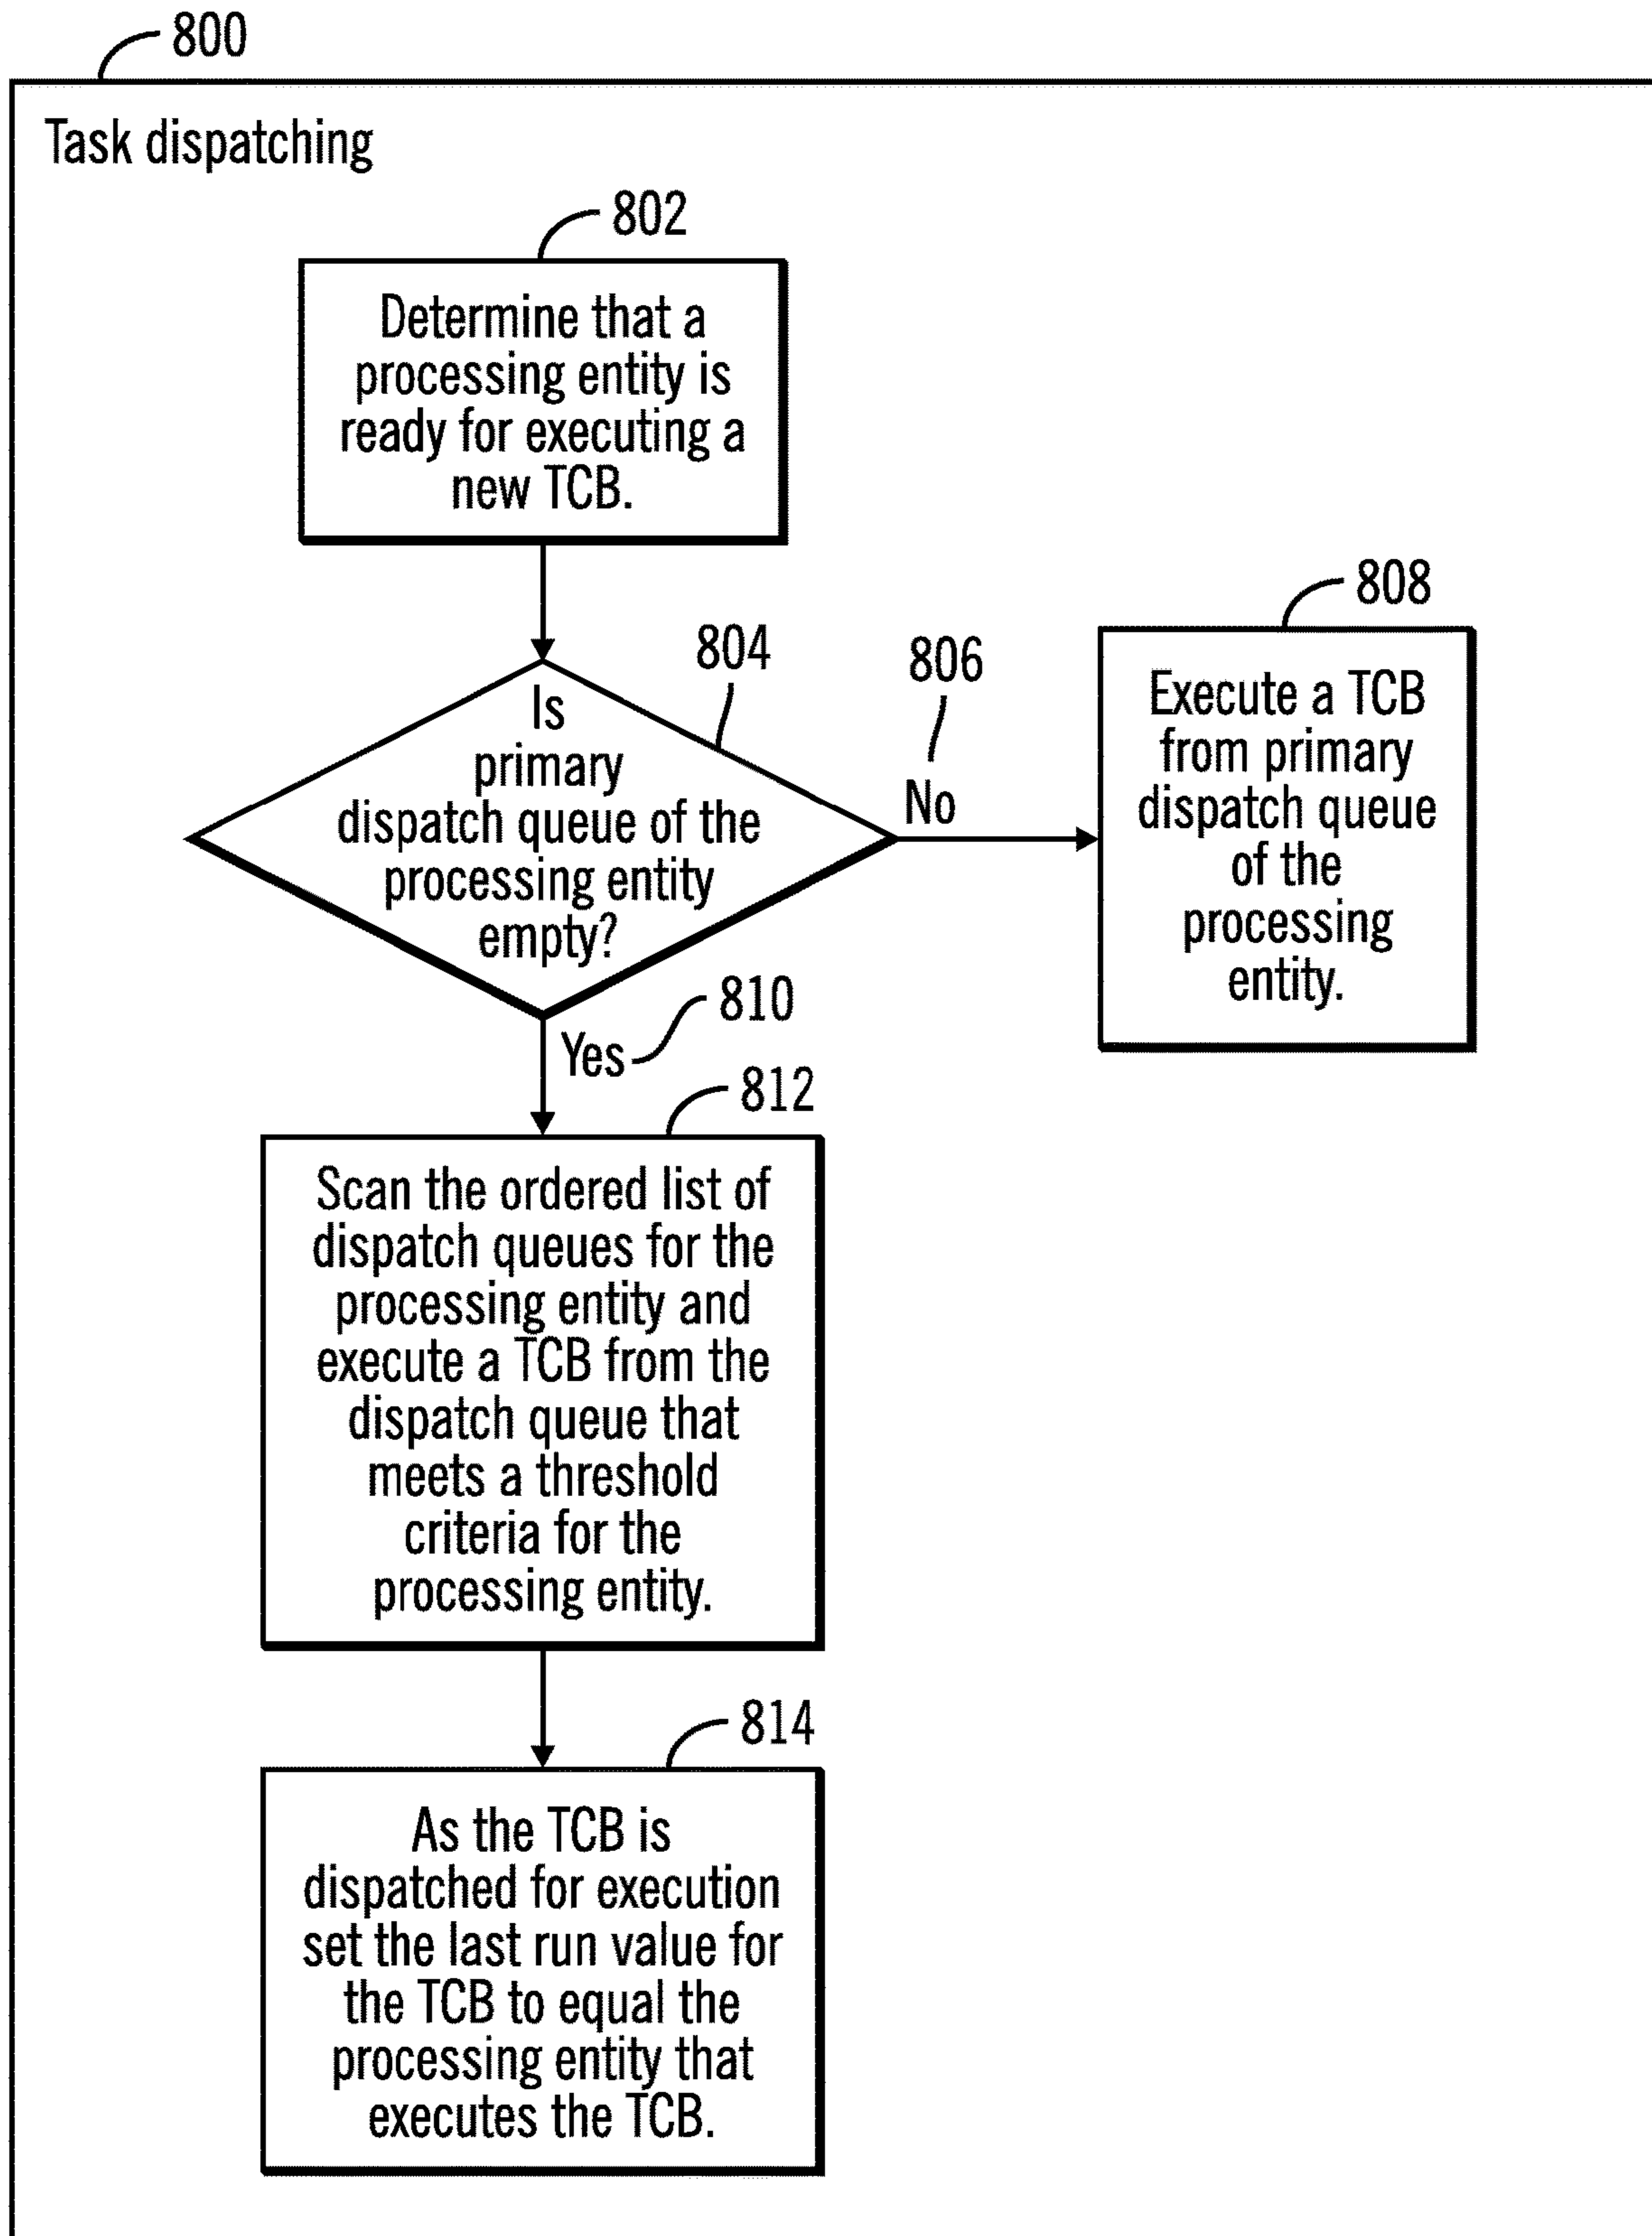 800
Task dispatching
802
Determine that a
processing entity is
ready for executing a
new TCB.
804
Is
primary
dispatch queue of the
processing entity
empty?
806
No
808
Execute a TCB
from primary
dispatch queue
of the
processing
entity.
810
Yes
812
Scan the ordered list of
dispatch queues for the
processing entity and
execute a TCB from the
dispatch queue that
meets a threshold
criteria for the
processing entity.
814
As the TCB is
dispatched for execution
set the last run value for
the TCB to equal the
processing entity that
executes the TCB.